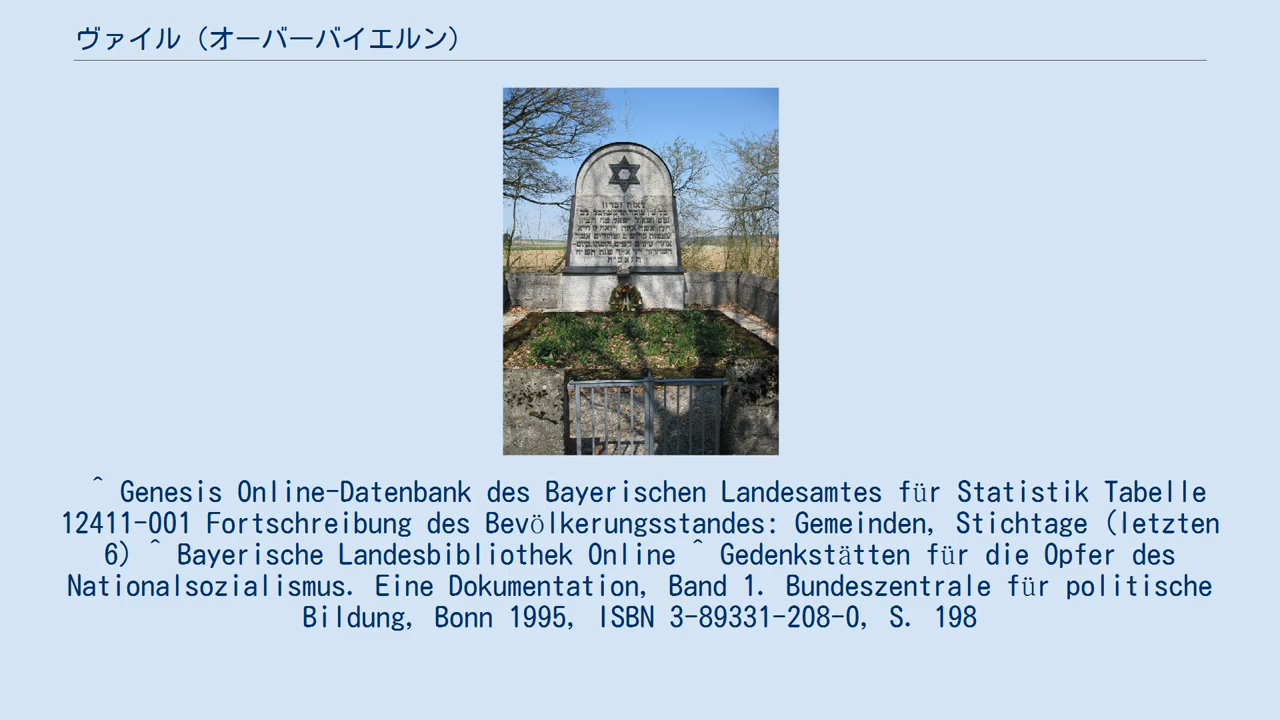 ヴァイル (オーバーバイエルン)
^ Genesis Online-Datenbank des Bayerischen Landesamtes für Statistik Tabelle
12411-001 Fortschreibung des Bevölkerungsstandes: Gemeinden, Stichtage (letzten
6) ^ Bayerische Landesbibliothek Online ^ Gedenkstätten für die Opfer des
Nationalsozialismus. Eine Dokumentation, Band 1. Bundeszentrale für politische
Bildung, Bonn 1995, ISBN 3-89331-208-0, S. 198